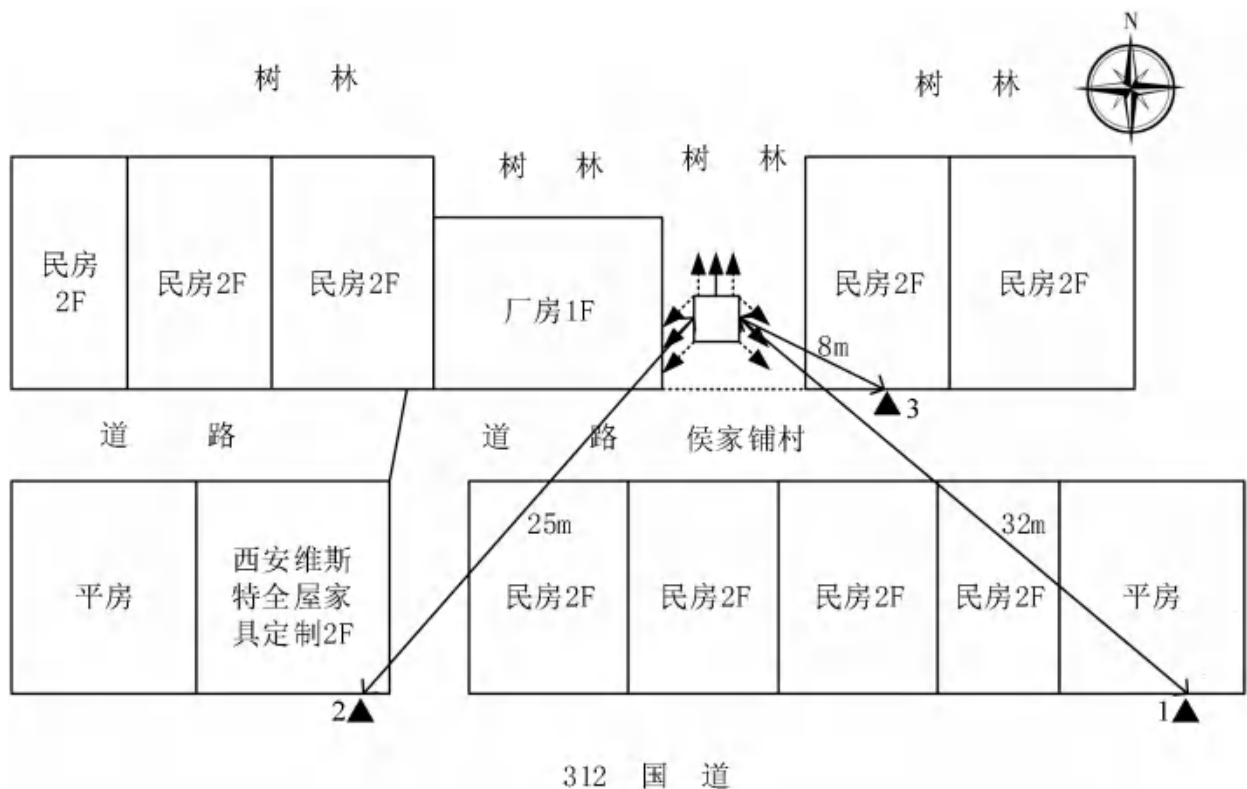 N
树 林
树 林
树 林
树 林
民房
2F
民房2F
民房2F
厂房1F
民房2F
民房2F
8m
3
道 路
道 路
侯家铺村
25m
32m
平房
西安维斯
特全屋家
具定制2F
民房2F
民房2F
民房2F
民房2F
平房
2
1
312 国 道